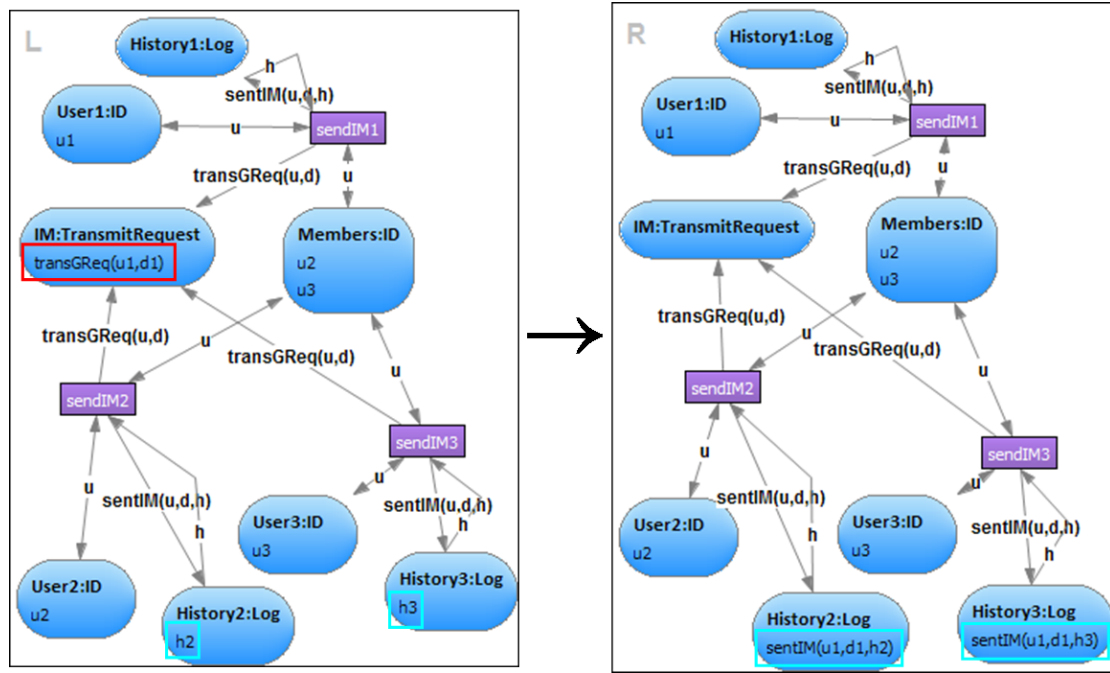 L
History1:Log
h
sentIM(u,d,h)
User1:ID
u1
u
sendIM1
transGReq(u,d)
u
IM:TransmitRequest
transGReq(u1,d1)
Members:ID
u2
u3
transGReq(u,d)
u
transGReq(u,d)
u
sendIM2
sendIM3
u
u
sentIM(u,d,h)
h
sentIM(u,d,h)
h
User3:ID
u3
User2:ID
u2
History2:Log
h2
History3:Log
h3
R
History1:Log
h
sentIM(u,d,h)
User1:ID
u1
u
sendIM1
transGReq(u,d)
u
IM:TransmitRequest
Members:ID
u2
u3
transGReq(u,d)
u
transGReq(u,d)
u
sendIM2
sendIM3
u
u
sentIM(u,d,h)
h
sentIM(u,d,h)
h
User2:ID
u2
User3:ID
u3
History2:Log
sentIM(u1,d1,h2)
History3:Log
sentIM(u1,d1,h3)